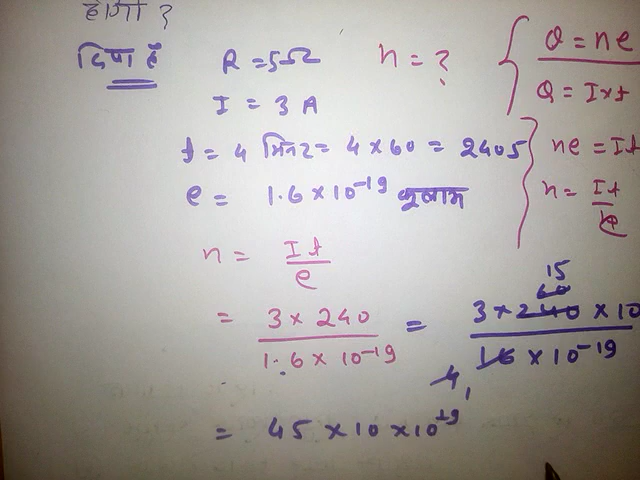 होगा ?
दिया है R = 5Ω n = ? Q = ne
I = 3 A Q = I×t
t = 4 मिनट = 4 × 60 = 240S ne = It
e = 1.6 × 10⁻¹⁹ कूलाम n = It/e
n = It/e
= 3 × 240 / 1.6 × 10⁻¹⁹ = 3 × 240 × 10 / 16 × 10⁻¹⁹
60 15
4,
= 45 × 10 × 10¹⁹